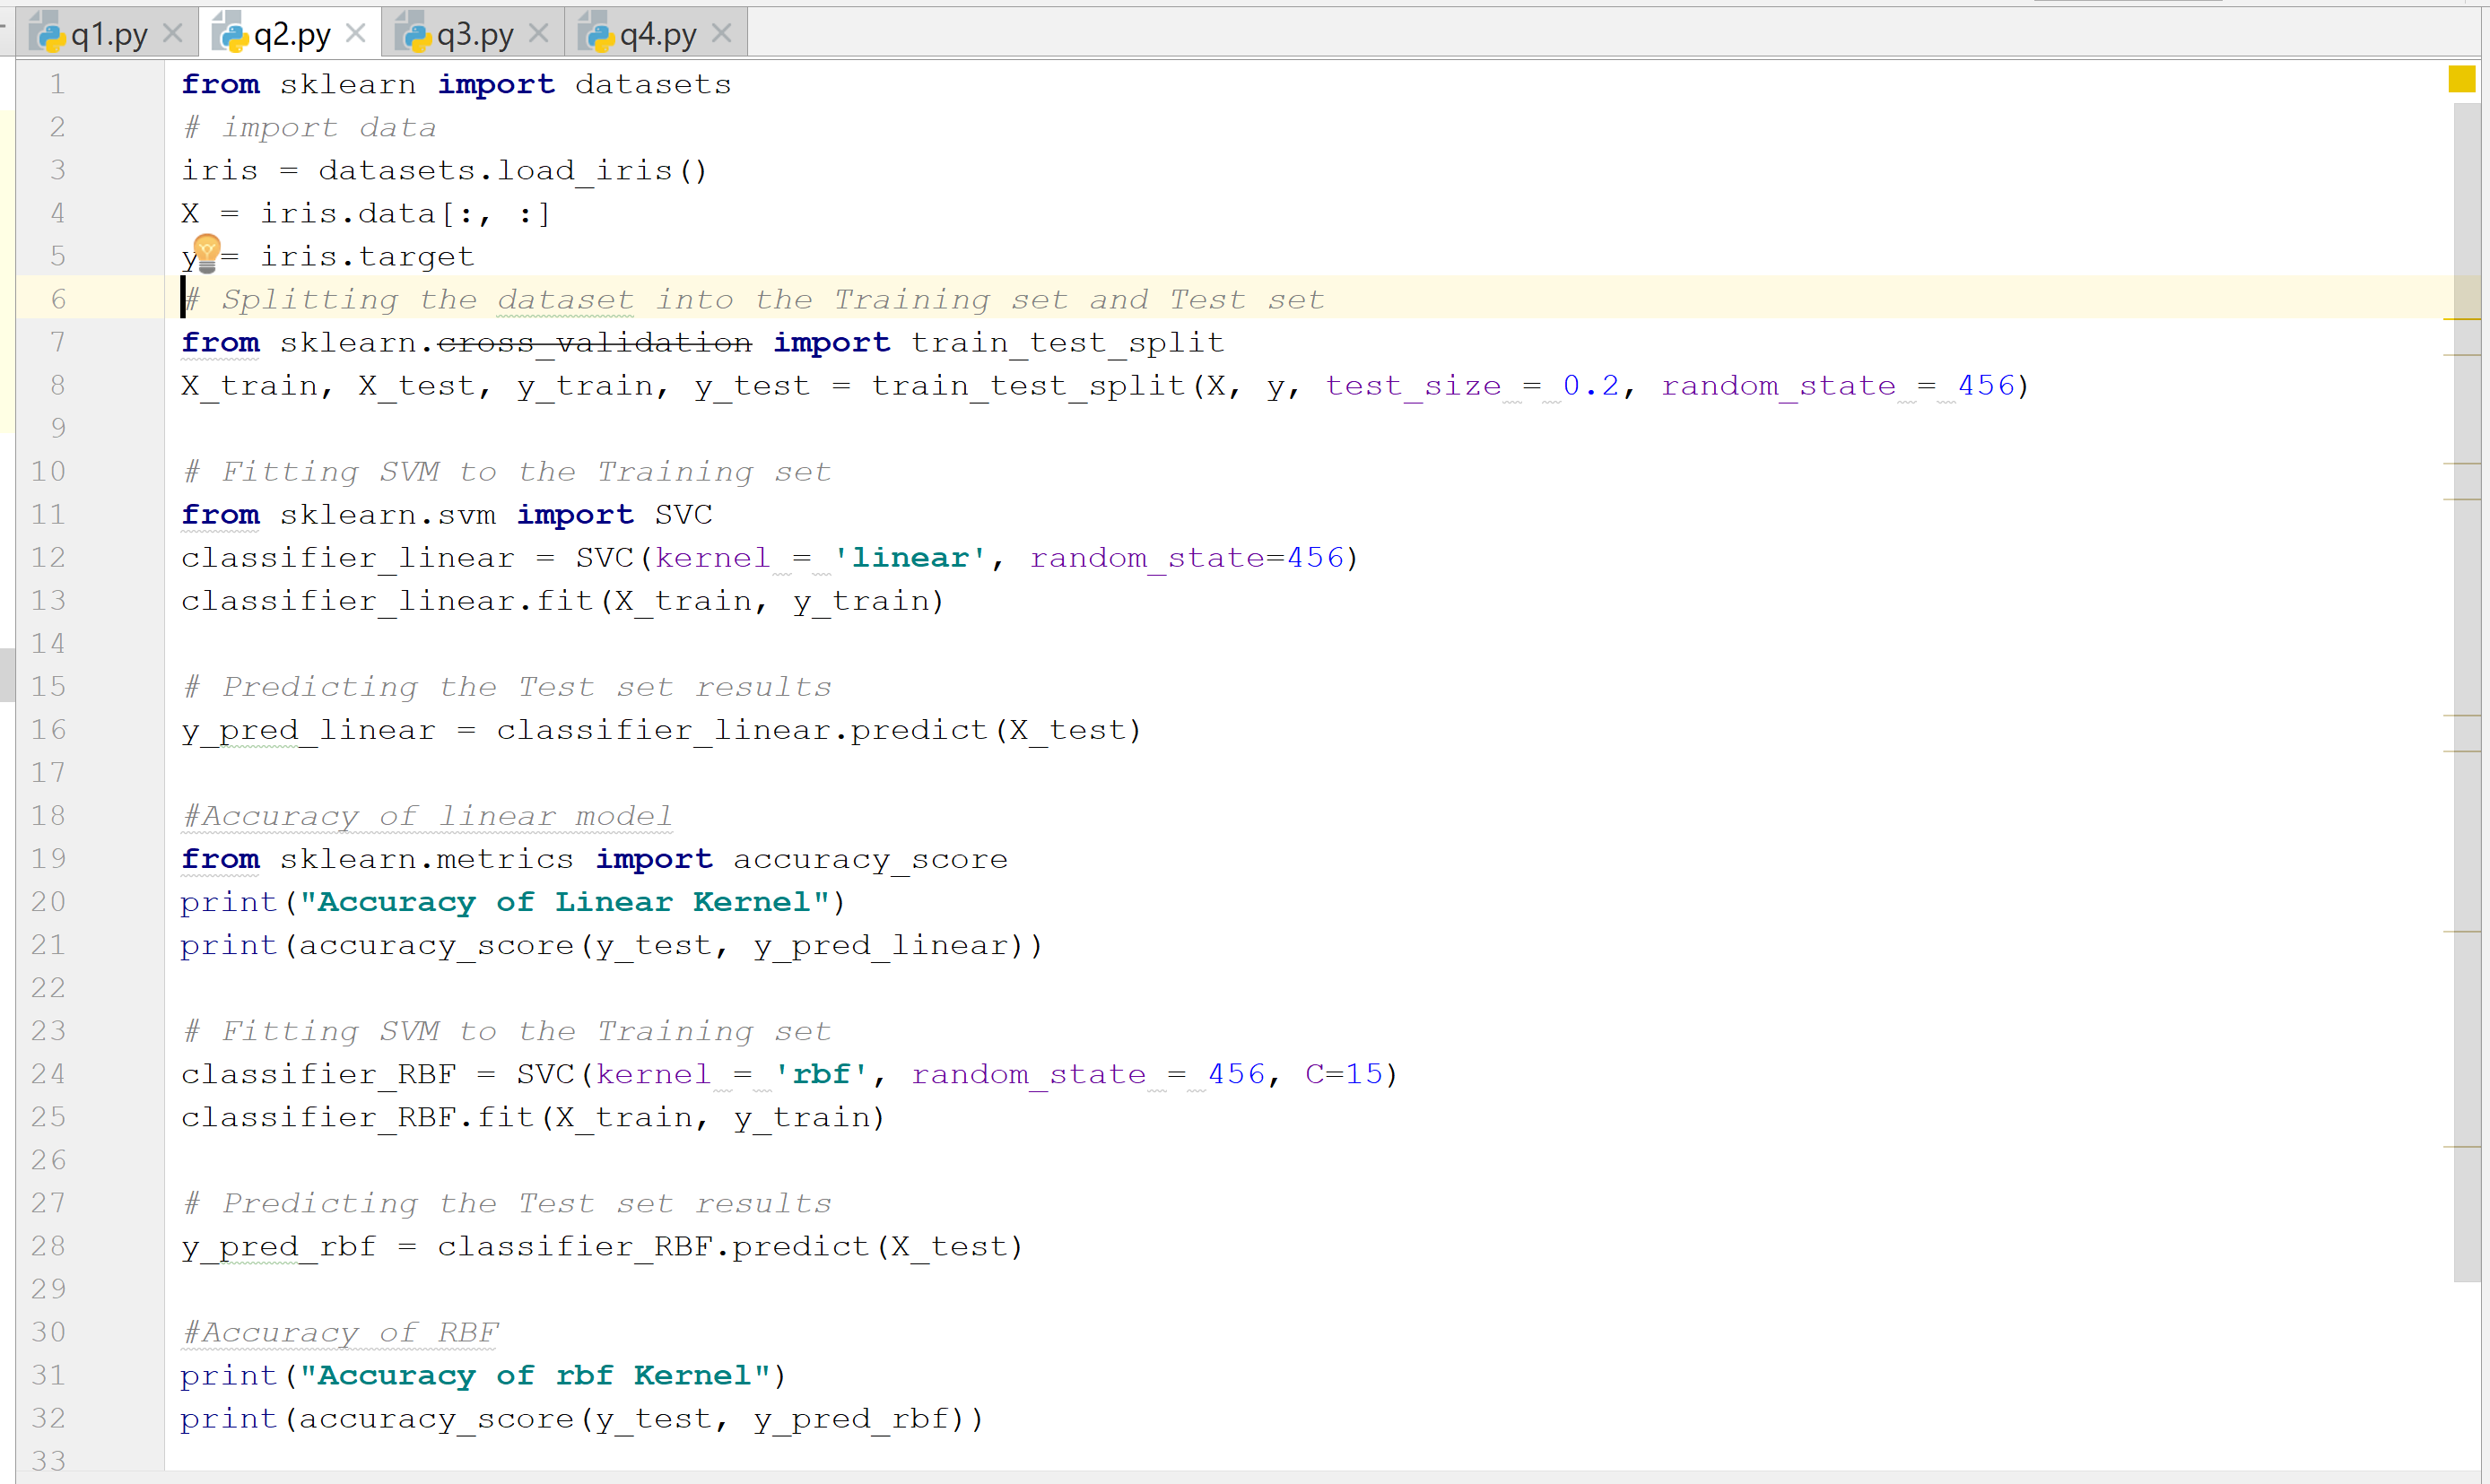 q1.py q2.py q3.py q4.py
1 from sklearn import datasets
2 # import data
3 iris = datasets.load_iris()
4 X = iris.data[:, :]
5 y = iris.target
6 # Splitting the dataset into the Training set and Test set
7 from sklearn.cross_validation import train_test_split
8 X_train, X_test, y_train, y_test = train_test_split(X, y, test_size = 0.2, random_state = 456)
9
10 # Fitting SVM to the Training set
11 from sklearn.svm import SVC
12 classifier_linear = SVC(kernel = 'linear', random_state=456)
13 classifier_linear.fit(X_train, y_train)
14
15 # Predicting the Test set results
16 y_pred_linear = classifier_linear.predict(X_test)
17
18 #Accuracy of linear model
19 from sklearn.metrics import accuracy_score
20 print("Accuracy of Linear Kernel")
21 print(accuracy_score(y_test, y_pred_linear))
22
23 # Fitting SVM to the Training set
24 classifier_RBF = SVC(kernel = 'rbf', random_state = 456, C=15)
25 classifier_RBF.fit(X_train, y_train)
26
27 # Predicting the Test set results
28 y_pred_rbf = classifier_RBF.predict(X_test)
29
30 #Accuracy of RBF
31 print("Accuracy of rbf Kernel")
32 print(accuracy_score(y_test, y_pred_rbf))
33